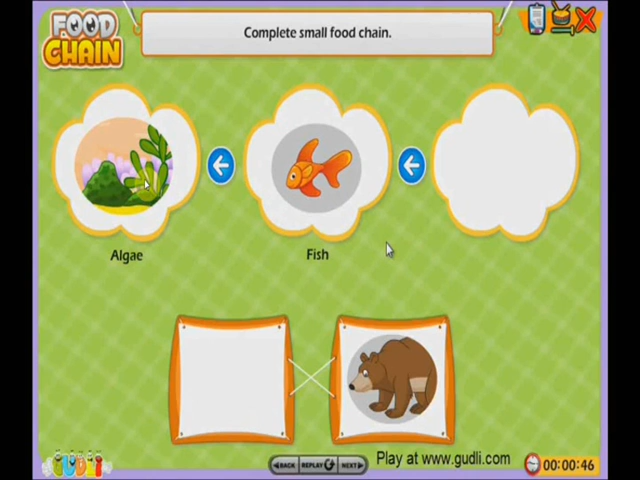 FOOD
CHAIN
Complete small food chain.
Algae
Fish
GUDLI
BACK
REPLAY
NEXT
Play at www.gudli.com
00:00:46